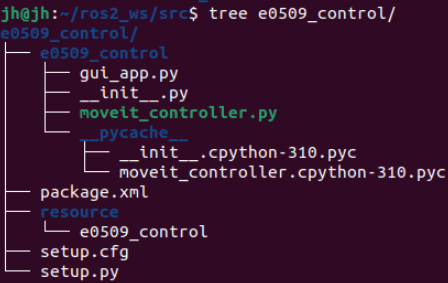 jh@jh:~/ros2_ws/src$ tree e0509_control/
e0509_control/
├── e0509_control
│   ├── gui_app.py
│   ├── __init__.py
│   ├── moveit_controller.py
│   └── __pycache__
│       ├── __init__.cpython-310.pyc
│       └── moveit_controller.cpython-310.pyc
├── package.xml
├── resource
│   └── e0509_control
├── setup.cfg
└── setup.py